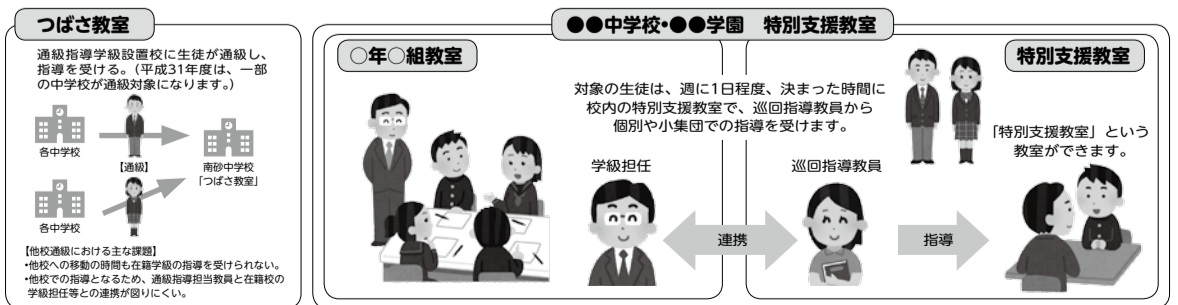 つばさ教室
通級指導学級設置校に生徒が通級し、
指導を受ける。(平成31年度は、一部
の中学校が通級対象になります。)
各中学校
【通級】
南砂中学校
「つばさ教室」
各中学校
【他校通級における主な課題】
・他校への移動の時間も在籍学級の指導を受けられない。
・他校での指導となるため、通級指導担当教員と在籍校の
学級担任等との連携が図りにくい。
●●中学校・●●学園　特別支援教室
○年○組教室
特別支援教室
対象の生徒は、週に1日程度、決まった時間に
校内の特別支援教室で、巡回指導教員から
個別や小集団での指導を受けます。
「特別支援教室」という
教室ができます。
学級担任
巡回指導教員
連携
指導